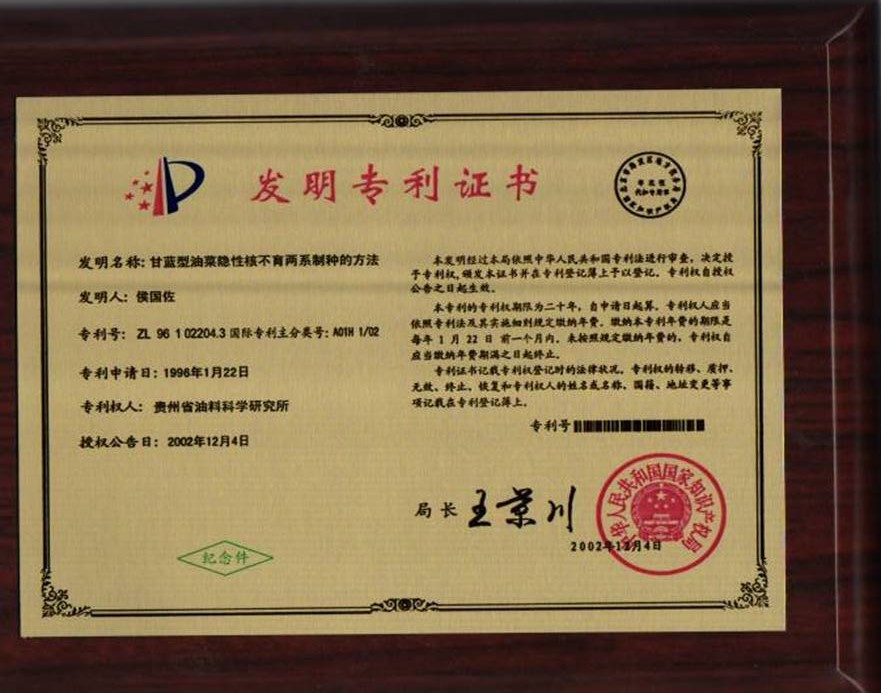 发明专利证书
发明名称: 甘蓝型油菜隐性核不育两系制种的方法
发明人: 侯国佐
专利号: ZL 96 1 02204.3 国际专利主分类号: A01H 1/02
专利申请日: 1996年1月22日
专利权人: 贵州省油料科学研究所
授权公告日: 2002年12月4日
纪念件
本发明经过本局依照中华人民共和国专利法进行审查，决定授
予专利权，颁发本证书并在专利登记簿上予以登记。专利权自授权
公告之日起生效。
本专利的专利权期限为二十年，自申请日起算。专利权人应当
依照专利法及其实施细则规定缴纳年费。缴纳本专利年费的期限是
每年 1 月 22 日 前一个月内。未按照规定缴纳年费的，专利权自
应当缴纳年费期满之日起终止。
专利证书记载专利权登记时的法律状况。专利权的转移、质押、
无效、终止、恢复和专利权人的姓名或名称、国籍、地址变更等事
项记载在专利登记簿上。
专利号
局长 王景川
中华人民共和国国家知识产权局
2002年12月4日